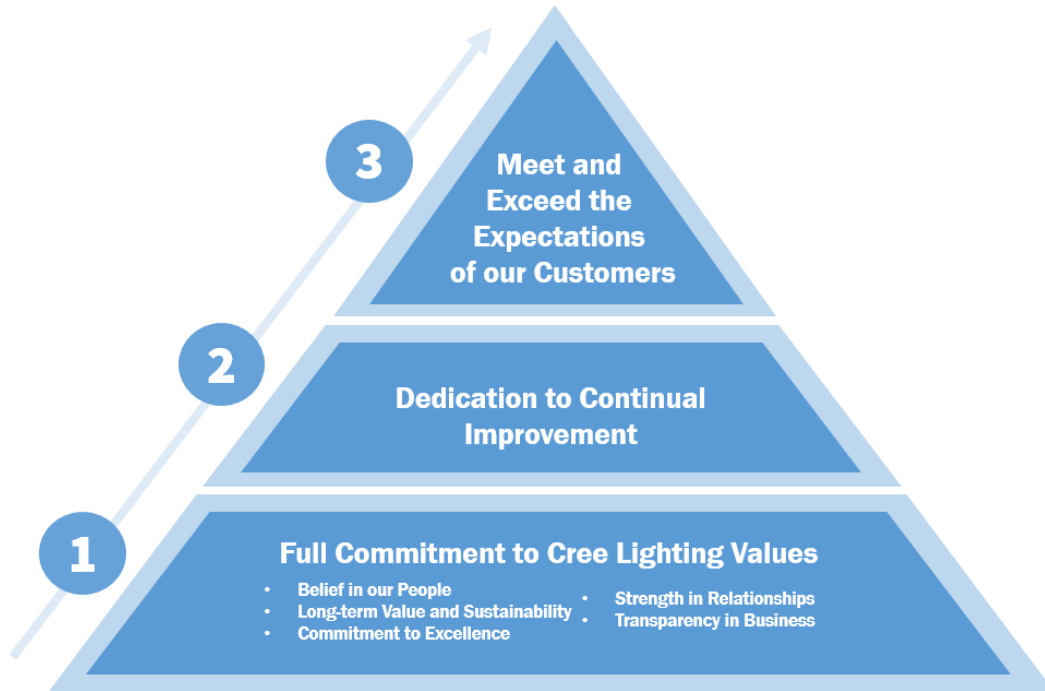 3
Meet and
Exceed the
Expectations
of our Customers
2
Dedication to Continual
Improvement
1
Full Commitment to Cree Lighting Values
• Belief in our People
• Long-term Value and Sustainability
• Commitment to Excellence
• Strength in Relationships
• Transparency in Business